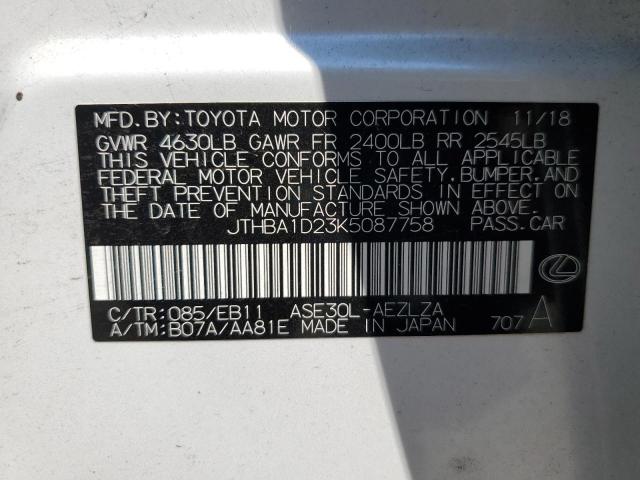 MFD. BY: TOYOTA MOTOR CORPORATION 11/18
GVWR 4630LB GAWR FR 2400LB RR 2545LB
THIS VEHICLE CONFORMS TO ALL APPLICABLE
FEDERAL MOTOR VEHICLE SAFETY, BUMPER, AND
THEFT PREVENTION STANDARDS IN EFFECT ON
THE DATE OF MANUFACTURE SHOWN ABOVE.
JTHBA1D23K5087758 PASS.CAR
C/TR: 085/EB11 ASE30L-AEZLZA
A/TM: B07A/AA81E MADE IN JAPAN 707 A